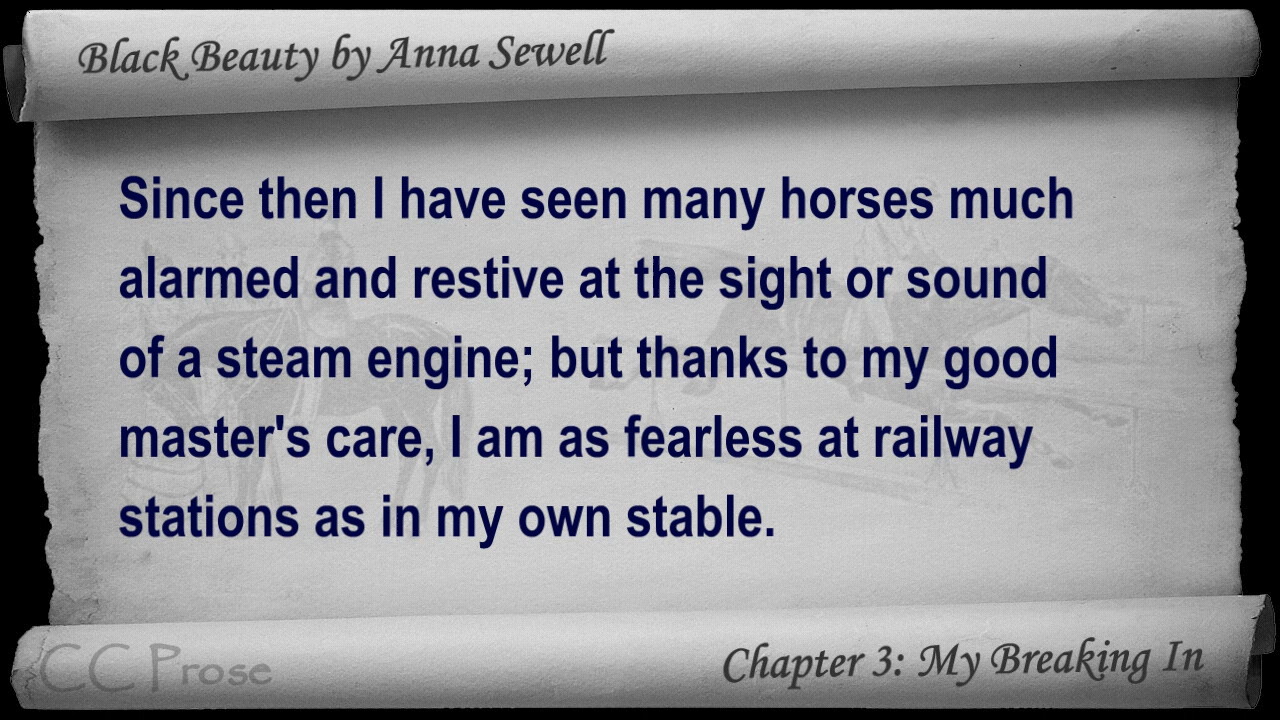 Black Beauty by Anna Sewell
Since then I have seen many horses much
alarmed and restive at the sight or sound
of a steam engine; but thanks to my good
master's care, I am as fearless at railway
stations as in my own stable.
CC Prose
Chapter 3: My Breaking In